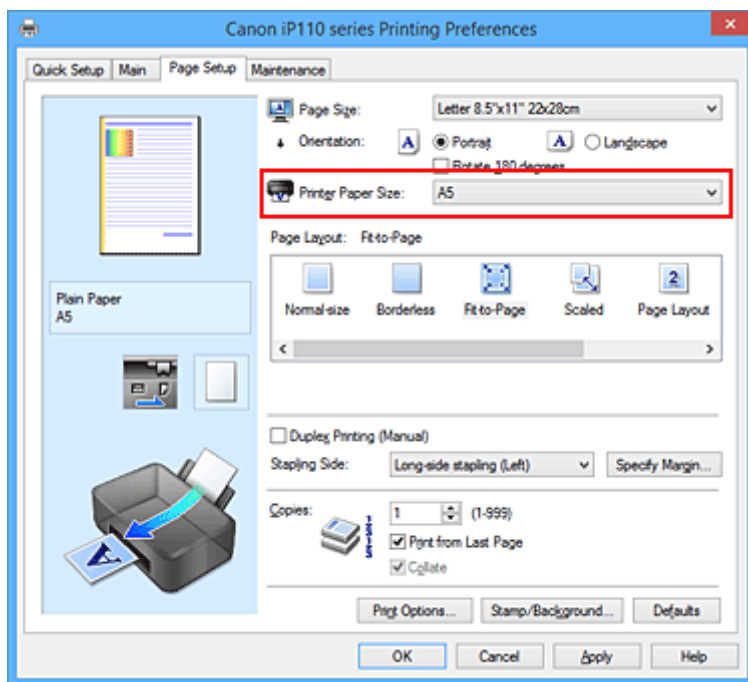 Canon iP110 series Printing Preferences
Quick Setup Main Page Setup Maintenance
Page Size: Letter 8.5"x11" 22x28cm
Orientation: A Portrait A Landscape
Rotate 180 degrees
Printer Paper Size: A5
Page Layout: Fit-to-Page
Normal-size Borderless Fit-to-Page Scaled 2 Page Layout
Plain Paper
A5
Duplex Printing (Manual)
Stapling Side: Long-side stapling (Left) Specify Margin...
Copies: 1 (1-999)
Print from Last Page
Collate
Print Options... Stamp/Background... Defaults
OK Cancel Apply Help